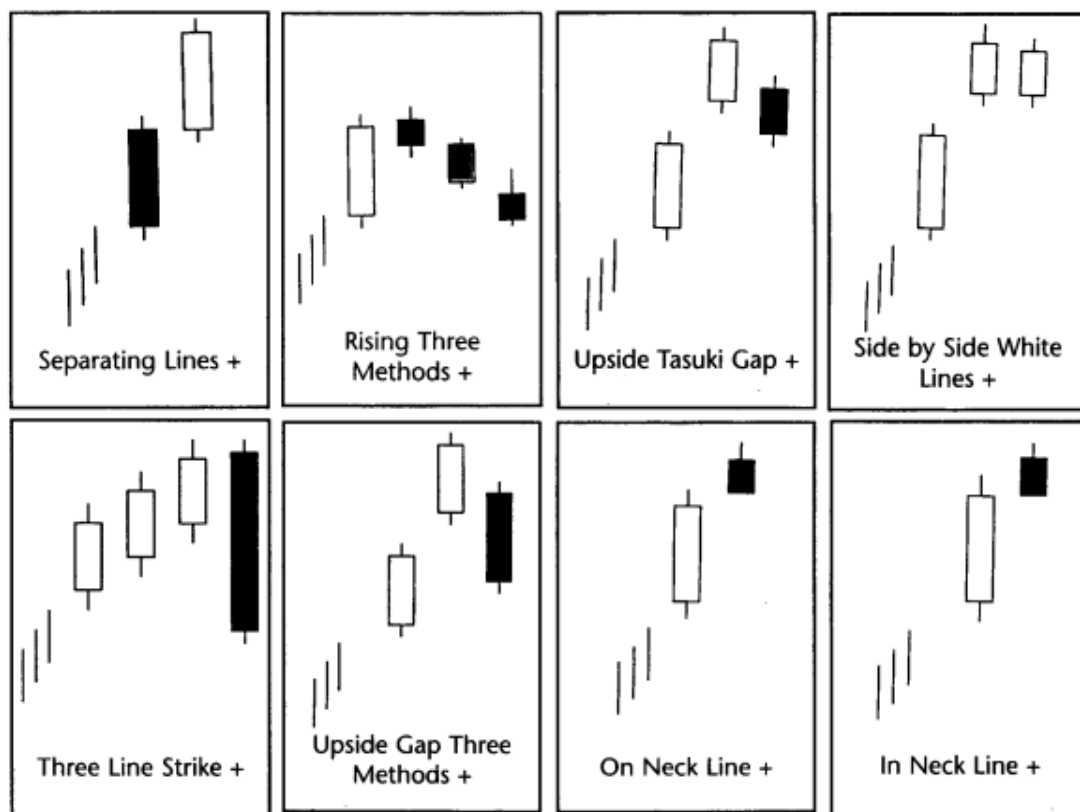 Separating Lines +
Rising Three
Methods +
Upside Tasuki Gap +
Side by Side White
Lines +
Three Line Strike +
Upside Gap Three
Methods +
On Neck Line +
In Neck Line +